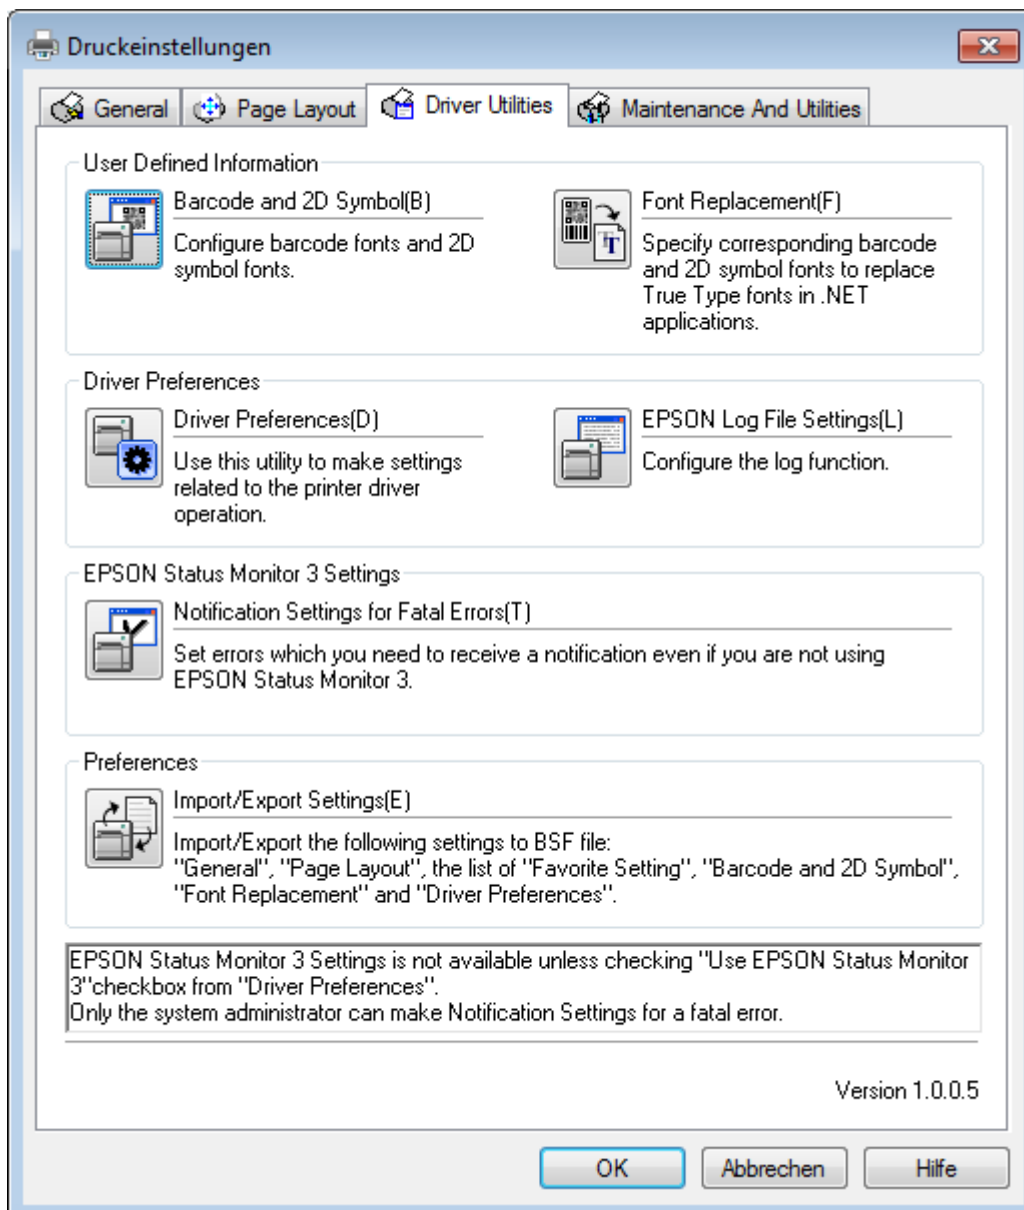 Druckeinstellungen
General
Page Layout
Driver Utilities
Maintenance And Utilities
User Defined Information
Barcode and 2D Symbol(B)
Configure barcode fonts and 2D
symbol fonts.
Font Replacement(F)
Specify corresponding barcode
and 2D symbol fonts to replace
True Type fonts in .NET
applications.
Driver Preferences
Driver Preferences(D)
Use this utility to make settings
related to the printer driver
operation.
EPSON Log File Settings(L)
Configure the log function.
EPSON Status Monitor 3 Settings
Notification Settings for Fatal Errors(T)
Set errors which you need to receive a notification even if you are not using
EPSON Status Monitor 3.
Preferences
Import/Export Settings(E)
Import/Export the following settings to BSF file:
"General", "Page Layout", the list of "Favorite Setting", "Barcode and 2D Symbol",
"Font Replacement" and "Driver Preferences".
EPSON Status Monitor 3 Settings is not available unless checking "Use EPSON Status Monitor
3"checkbox from "Driver Preferences".
Only the system administrator can make Notification Settings for a fatal error.
Version 1.0.0.5
OK
Abbrechen
Hilfe